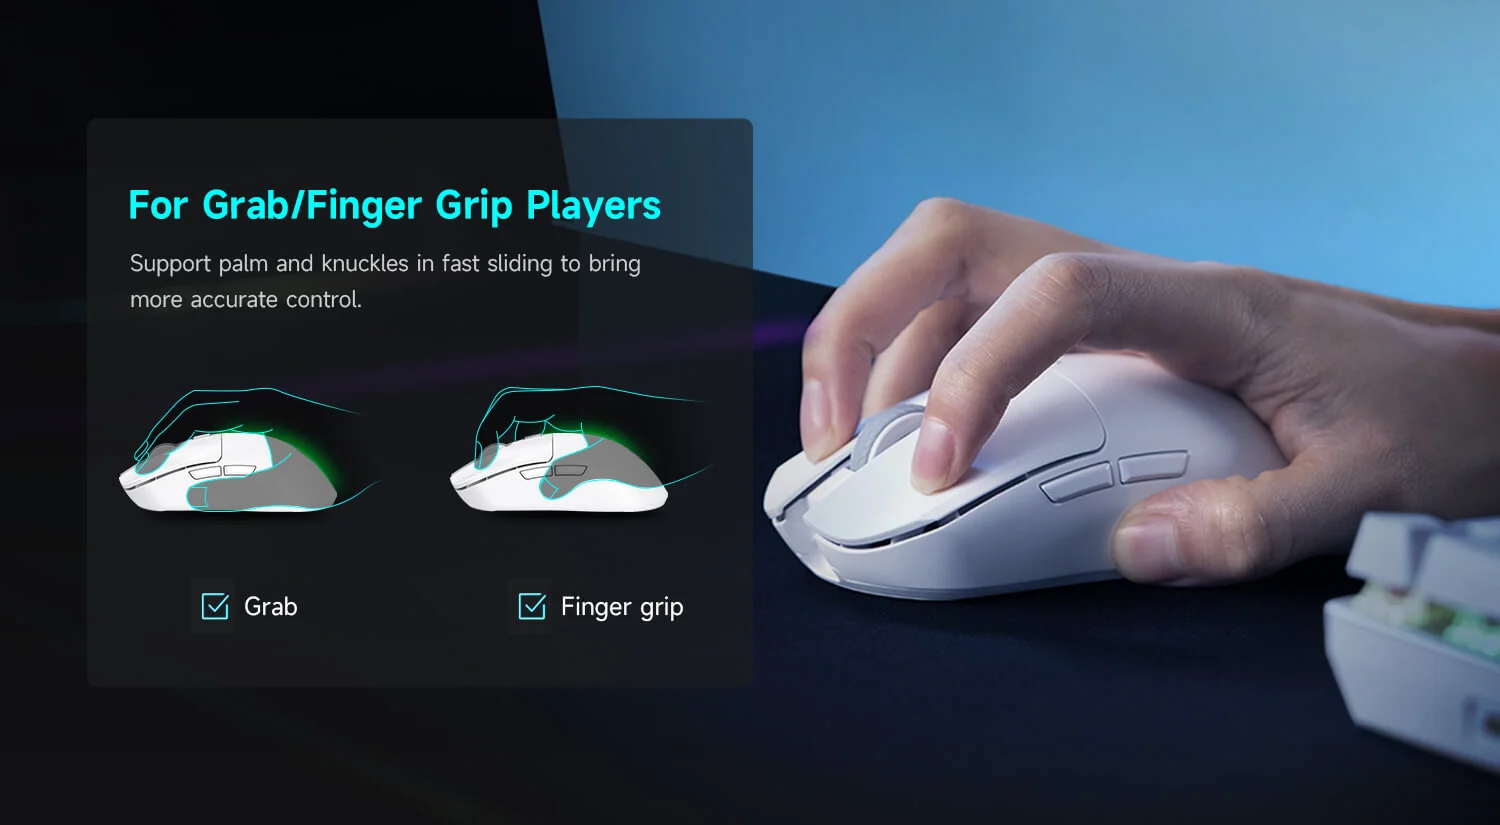 For Grab/Finger Grip Players
Support palm and knuckles in fast sliding to bring
more accurate control.
Grab
Finger grip